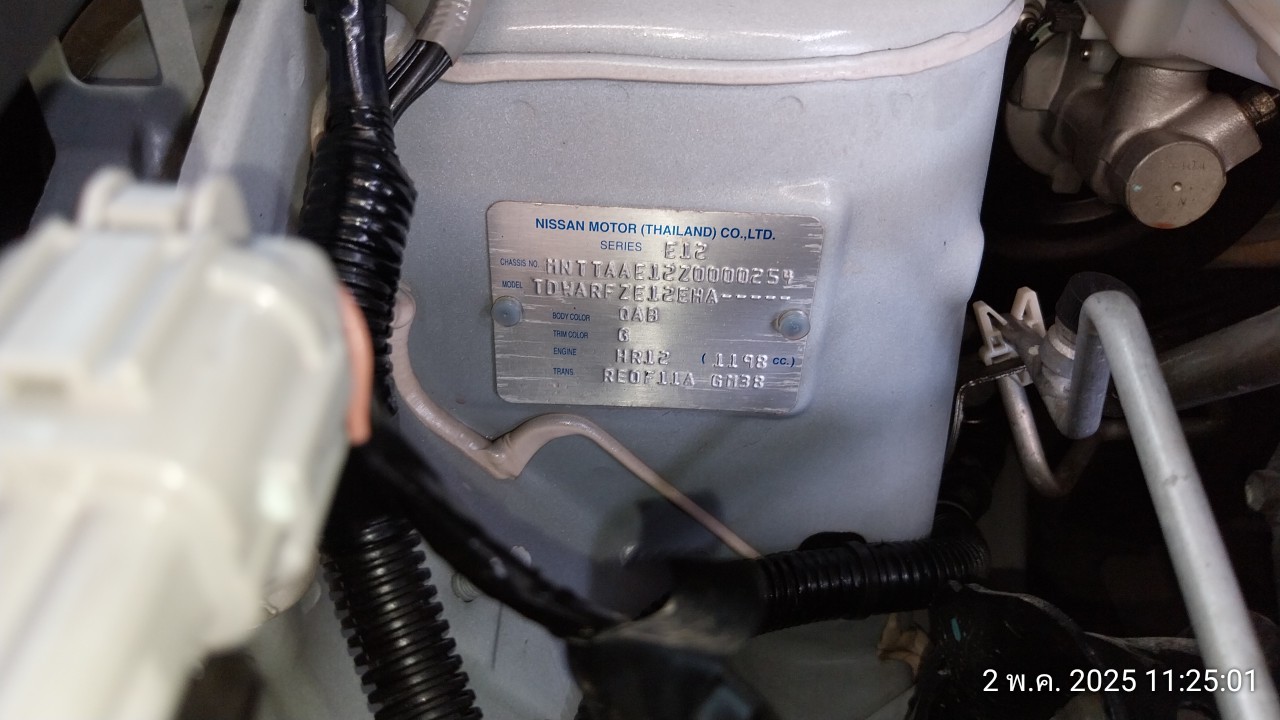 NISSAN MOTOR (THAILAND) CO.,LTD.
SERIES E12
CHASSIS NO. MNTTAAE12Z0000254
MODEL TDWARFZE12EHA-----
BODY COLOR QAB
TRIM COLOR G
ENGINE HR12 ( 1198 CC.)
TRANS RE0F11A GM38
2 พ.ค. 2025 11:25:01